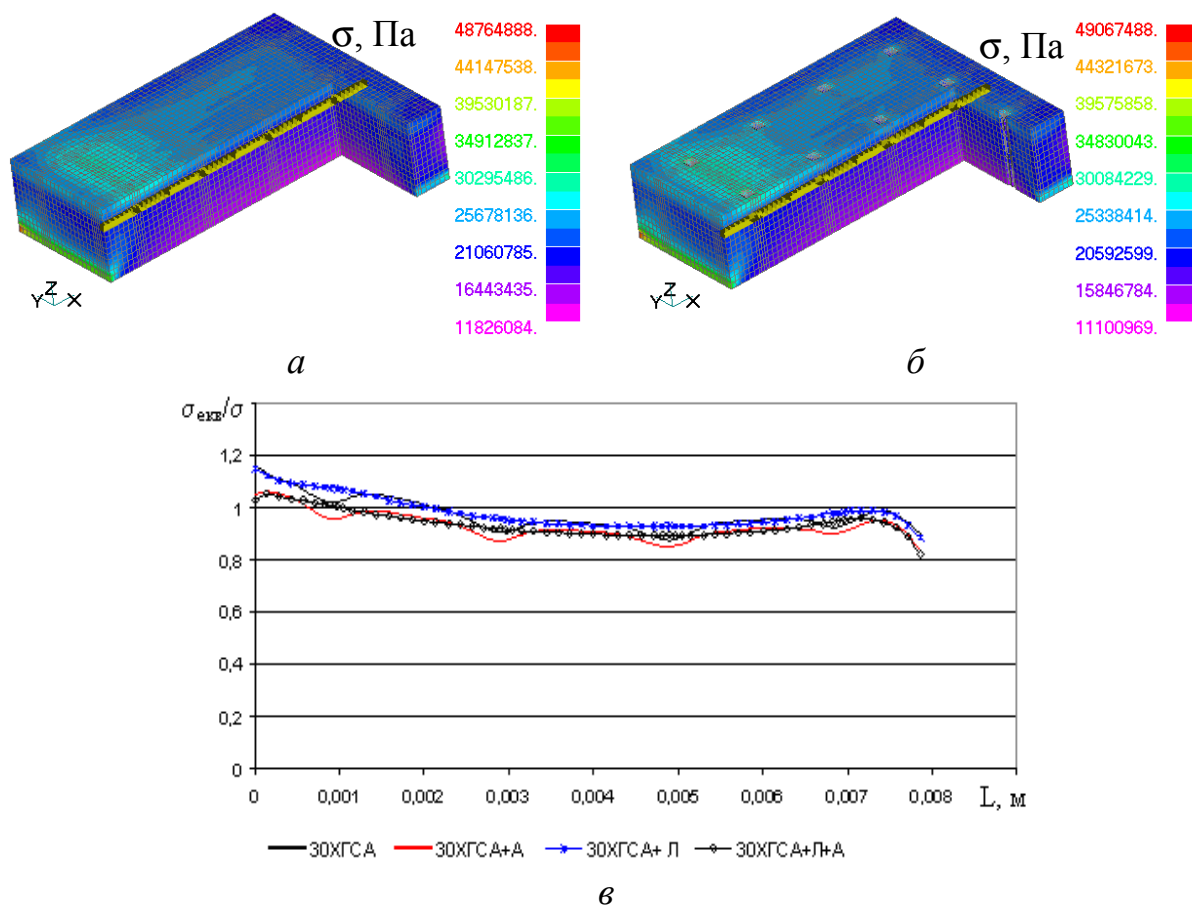 σ, Па
48764888.
44147538.
39530187.
34912837.
30295486.
25678136.
21060785.
16443435.
11826084.
Z
Y X
а
σ, Па
49067488.
44321673.
39575858.
34830043.
30084229.
25338414.
20592599.
15846784.
11100969.
Z
Y X
б
σекв/σ
1,2
1
0,8
0,6
0,4
0,2
0
0 0,001 0,002 0,003 0,004 0,005 0,006 0,007 0,008 L, м
30ХГСА 30ХГСА+А 30ХГСА+ Л 30ХГСА+Л+А
в